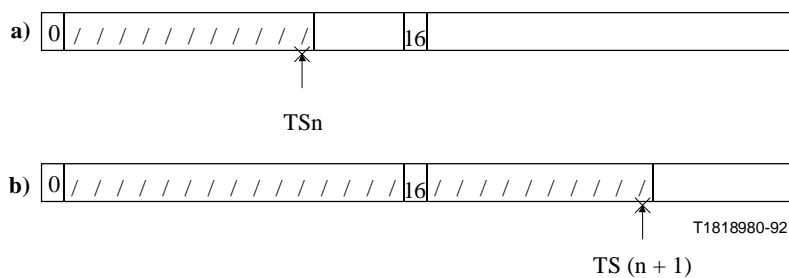 a) 0 / / / / / / / / / / / 16
TSn
b) 0 / / / / / / / / / / / / / / / 16 / / / / / / / / / /
T1818980-92
TS (n + 1)